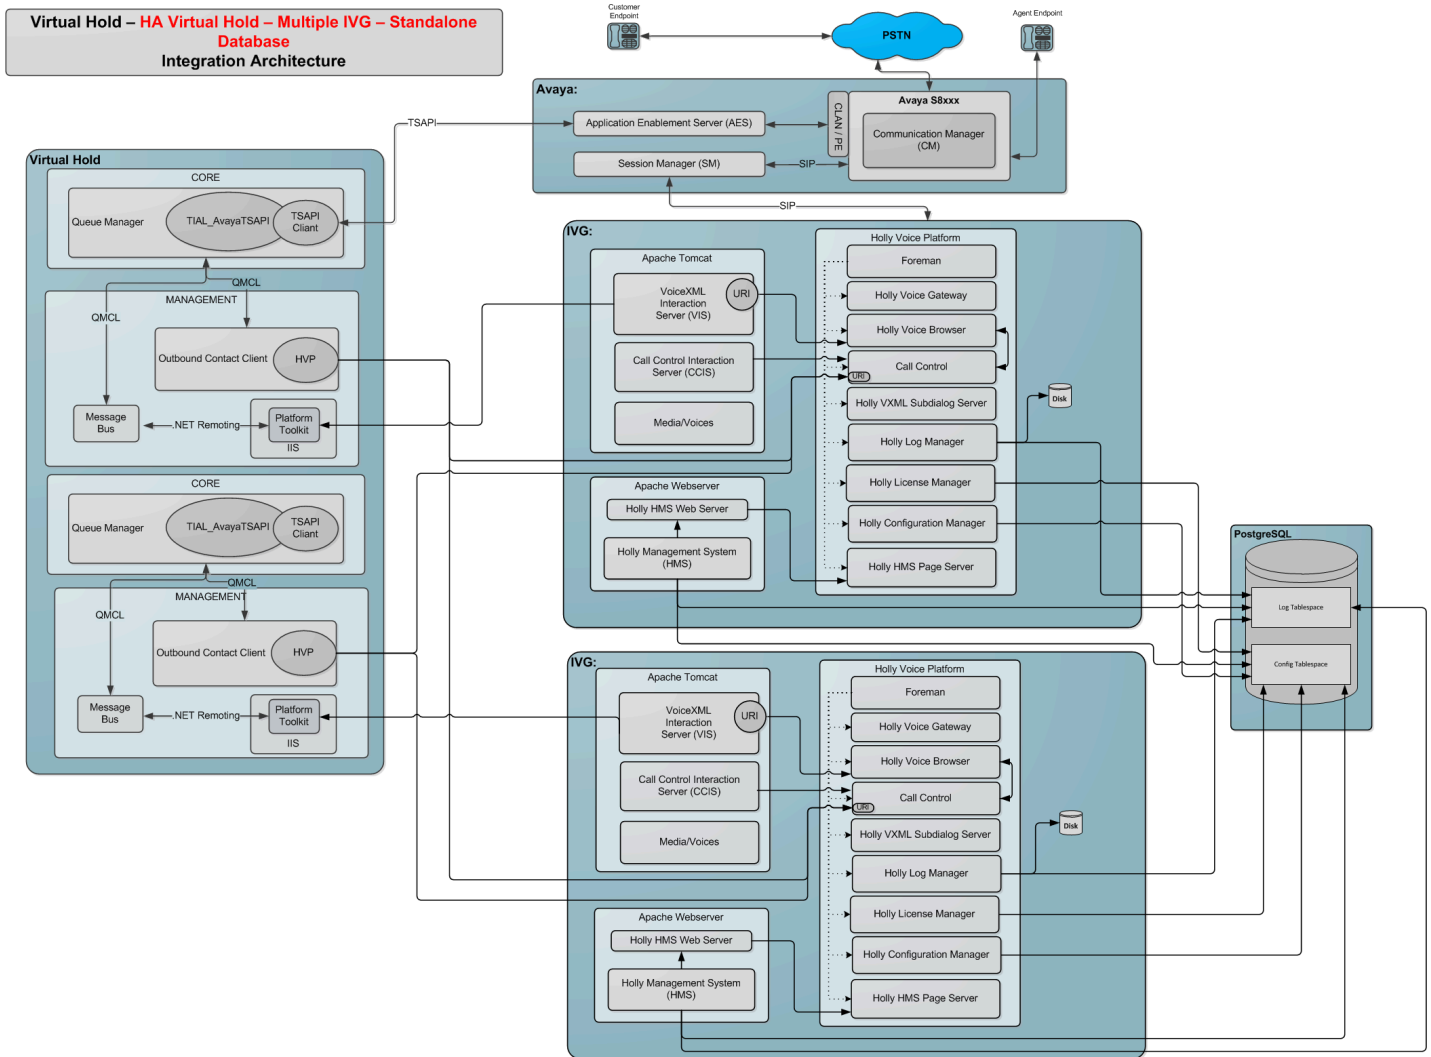 Virtual Hold – HA Virtual Hold – Multiple IVG – Standalone
Database
Integration Architecture
Customer
Endpoint
PSTN
Agent Endpoint
Avaya:
Application Enablement Server (AES)
Session Manager (SM)
CLAN / PE
Avaya S8xxx
Communication Manager
(CM)
SIP
TSAPI
SIP
Virtual Hold
CORE
Queue Manager
TIAL_AvayaTSAPI
TSAPI
Client
QMCL
MANAGEMENT
QMCL
Outbound Contact Client
HVP
Message
Bus
.NET Remoting
Platform
Toolkit
IIS
CORE
Queue Manager
TIAL_AvayaTSAPI
TSAPI
Client
QMCL
MANAGEMENT
QMCL
Outbound Contact Client
HVP
Message
Bus
.NET Remoting
Platform
Toolkit
IIS
IVG:
Apache Tomcat
VoiceXML
Interaction
Server (VIS)
URI
Call Control Interaction
Server (CCIS)
Media/Voices
Apache Webserver
Holly HMS Web Server
Holly Management System
(HMS)
Holly Voice Platform
Foreman
Holly Voice Gateway
Holly Voice Browser
Call Control
URI
Holly VXML Subdialog Server
Holly Log Manager
Holly License Manager
Holly Configuration Manager
Holly HMS Page Server
Disk
IVG:
Apache Tomcat
VoiceXML
Interaction
Server (VIS)
URI
Call Control Interaction
Server (CCIS)
Media/Voices
Apache Webserver
Holly HMS Web Server
Holly Management System
(HMS)
Holly Voice Platform
Foreman
Holly Voice Gateway
Holly Voice Browser
Call Control
URI
Holly VXML Subdialog Server
Holly Log Manager
Holly License Manager
Holly Configuration Manager
Holly HMS Page Server
Disk
PostgreSQL
Log Tablespace
Config Tablespace